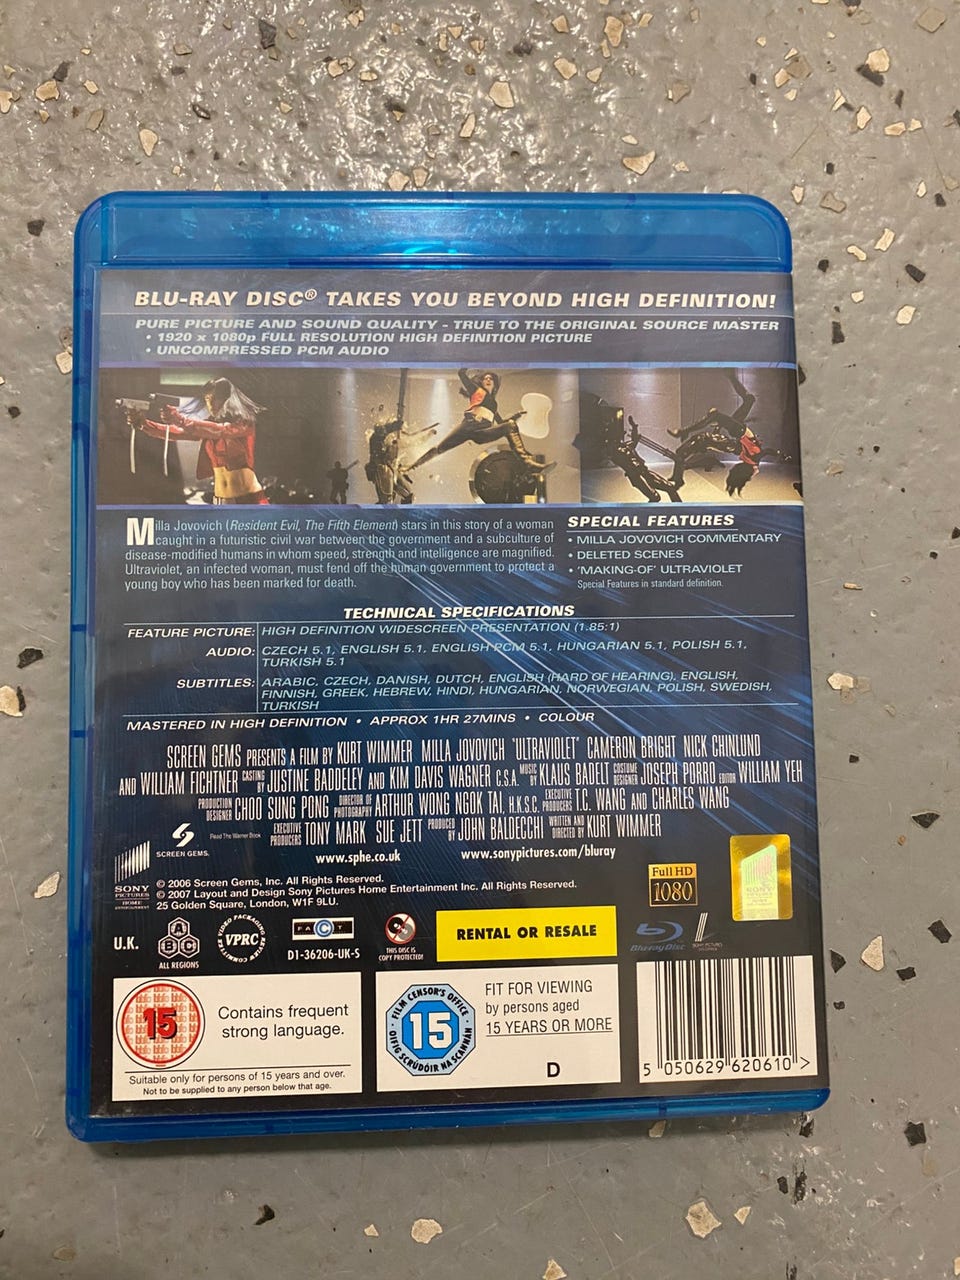 BLU-RAY DISC® TAKES YOU BEYOND HIGH DEFINITION!
PURE PICTURE AND SOUND QUALITY - TRUE TO THE ORIGINAL SOURCE MASTER
• 1920 x 1080p FULL RESOLUTION HIGH DEFINITION PICTURE
• UNCOMPRESSED PCM AUDIO
Milla Jovovich (Resident Evil, The Fifth Element) stars in this story of a woman
caught in a futuristic civil war between the government and a subculture of
disease-modified humans in whom speed, strength and intelligence are magnified.
Ultraviolet, an infected woman, must fend off the human government to protect a
young boy who has been marked for death.
SPECIAL FEATURES
• MILLA JOVOVICH COMMENTARY
• DELETED SCENES
• 'MAKING-OF' ULTRAVIOLET
Special Features in standard definition.
TECHNICAL SPECIFICATIONS
FEATURE PICTURE: HIGH DEFINITION WIDESCREEN PRESENTATION (1.85:1)
AUDIO: CZECH 5.1, ENGLISH 5.1, ENGLISH PCM 5.1, HUNGARIAN 5.1, POLISH 5.1,
TURKISH 5.1
SUBTITLES: ARABIC, CZECH, DANISH, DUTCH, ENGLISH (HARD OF HEARING), ENGLISH,
FINNISH, GREEK, HEBREW, HINDI, HUNGARIAN, NORWEGIAN, POLISH, SWEDISH,
TURKISH
MASTERED IN HIGH DEFINITION • APPROX 1HR 27MINS • COLOUR
SCREEN GEMS PRESENTS A FILM BY KURT WIMMER MILLA JOVOVICH "ULTRAVIOLET" CAMERON BRIGHT NICK CHINLUND
AND WILLIAM FICHTNER CASTING BY JUSTINE BADDELEY AND KIM DAVIS WAGNER C.S.A. MUSIC BY KLAUS BADELT COSTUME DESIGNER JOSEPH PORRO EDITOR WILLIAM YEH
PRODUCTION DESIGNER CHOO SUNG PONG DIRECTOR OF PHOTOGRAPHY ARTHUR WONG NGOK TAI, H.K.S.C. EXECUTIVE PRODUCERS T.C. WANG AND CHARLES WANG
EXECUTIVE PRODUCERS TONY MARK SUE JETT PRODUCED BY JOHN BALDECCHI WRITTEN AND DIRECTED BY KURT WIMMER
SCREEN GEMS
Read The Warner Book
www.sphe.co.uk
www.sonypictures.com/bluray
SONY
PICTURES
HOME
ENTERTAINMENT
© 2006 Screen Gems, Inc. All Rights Reserved.
© 2007 Layout and Design Sony Pictures Home Entertainment Inc. All Rights Reserved.
25 Golden Square, London, W1F 9LU.
Full HD
1080
U.K.
ABC
ALL REGIONS
VIDEO PACKAGING REVIEW COMMITTEE
VPRC
FACT
D1-36206-UK-S
THIS DISC IS
COPY PROTECTED!
RENTAL OR RESALE
Blu-ray Disc
15
Contains frequent
strong language.
Suitable only for persons of 15 years and over.
Not to be supplied to any person below that age.
FILM CENSOR'S OFFICE
15
OIFIG SCRÚDÓIR NA SCANNÁN
FIT FOR VIEWING
by persons aged
15 YEARS OR MORE
D
5 050629 620610 >